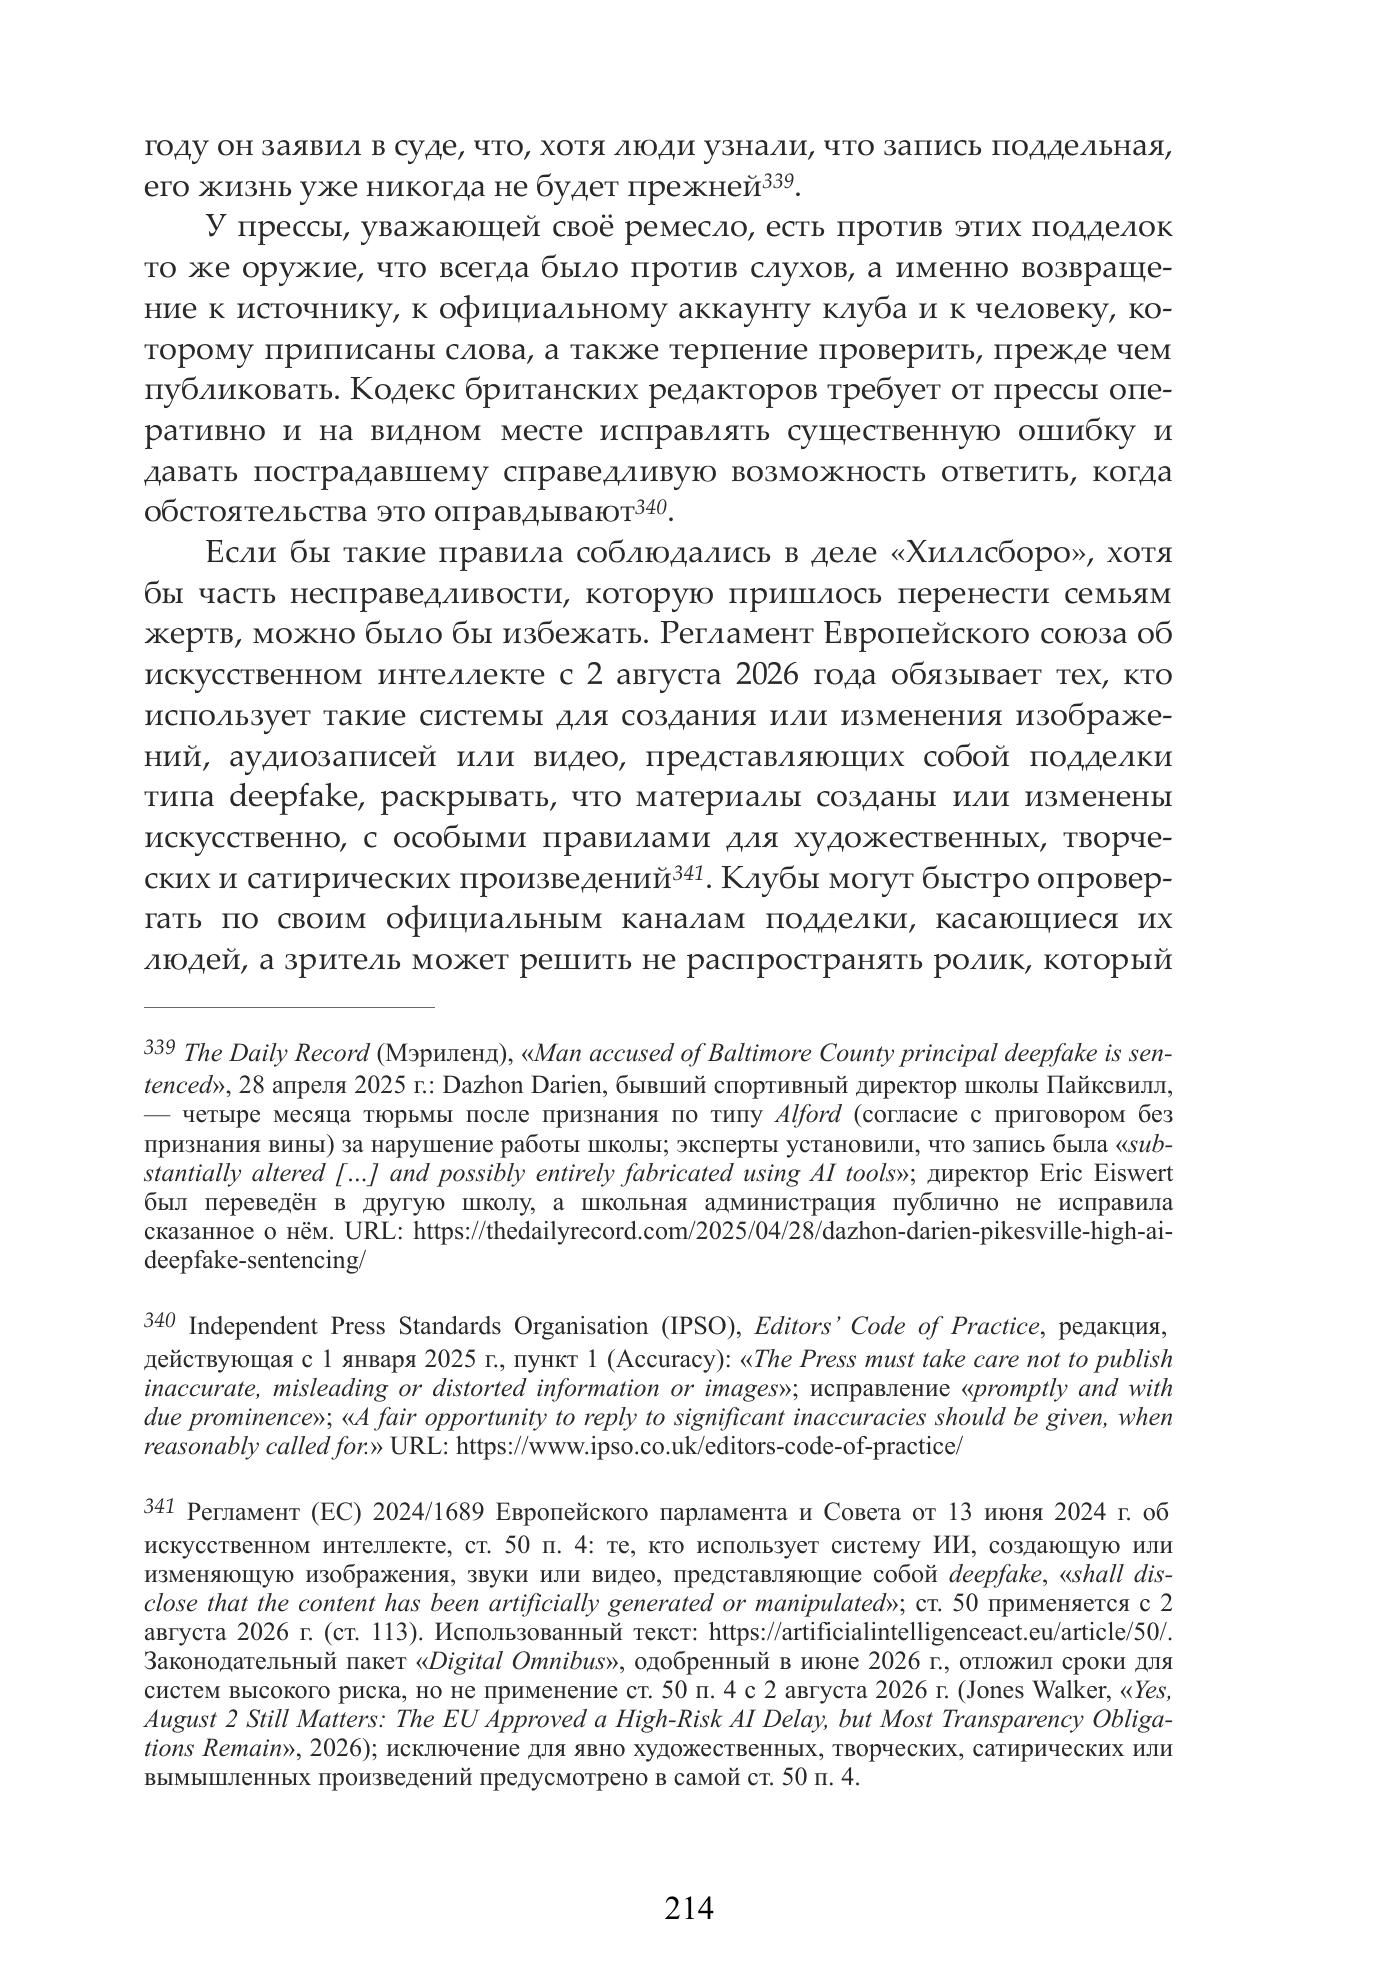 году он заявил в суде, что, хотя люди узнали, что запись поддельная,
его жизнь уже никогда не будет прежней339.
У прессы, уважающей своё ремесло, есть против этих подделок
то же оружие, что всегда было против слухов, а именно возвраще-
ние к источнику, к официальному аккаунту клуба и к человеку, ко-
торому приписаны слова, а также терпение проверить, прежде чем
публиковать. Кодекс британских редакторов требует от прессы опе-
ративно и на видном месте исправлять существенную ошибку и
давать пострадавшему справедливую возможность ответить, когда
обстоятельства это оправдывают340.
Если бы такие правила соблюдались в деле «Хиллсборо», хотя
бы часть несправедливости, которую пришлось перенести семьям
жертв, можно было бы избежать. Регламент Европейского союза об
искусственном интеллекте с 2 августа 2026 года обязывает тех, кто
использует такие системы для создания или изменения изображе-
ний, аудиозаписей или видео, представляющих собой подделки
типа deepfake, раскрывать, что материалы созданы или изменены
искусственно, с особыми правилами для художественных, творче-
ских и сатирических произведений341. Клубы могут быстро опровер-
гать по своим официальным каналам подделки, касающиеся их
людей, а зритель может решить не распространять ролик, который
339 The Daily Record (Мэриленд), «Man accused of Baltimore County principal deepfake is sen-
tenced», 28 апреля 2025 г.: Dazhon Darien, бывший спортивный директор школы Пайксвилл,
— четыре месяца тюрьмы после признания по типу Alford (согласие с приговором без
признания вины) за нарушение работы школы; эксперты установили, что запись была «sub-
stantially altered [...] and possibly entirely fabricated using AI tools»; директор Eric Eiswert
был переведён в другую школу, а школьная администрация публично не исправила
сказанное о нём. URL: https://thedailyrecord.com/2025/04/28/dazhon-darien-pikesville-high-ai-
deepfake-sentencing/
340 Independent Press Standards Organisation (IPSO), Editors’ Code of Practice, редакция,
действующая с 1 января 2025 г., пункт 1 (Accuracy): «The Press must take care not to publish
inaccurate, misleading or distorted information or images»; исправление «promptly and with
due prominence»; «A fair opportunity to reply to significant inaccuracies should be given, when
reasonably called for.» URL: https://www.ipso.co.uk/editors-code-of-practice/
341 Регламент (ЕС) 2024/1689 Европейского парламента и Совета от 13 июня 2024 г. об
искусственном интеллекте, ст. 50 п. 4: те, кто использует систему ИИ, создающую или
изменяющую изображения, звуки или видео, представляющие собой deepfake, «shall dis-
close that the content has been artificially generated or manipulated»; ст. 50 применяется с 2
августа 2026 г. (ст. 113). Использованный текст: https://artificialintelligenceact.eu/article/50/.
Законодательный пакет «Digital Omnibus», одобренный в июне 2026 г., отложил сроки для
систем высокого риска, но не применение ст. 50 п. 4 с 2 августа 2026 г. (Jones Walker, «Yes,
August 2 Still Matters: The EU Approved a High-Risk AI Delay, but Most Transparency Obliga-
tions Remain», 2026); исключение для явно художественных, творческих, сатирических или
вымышленных произведений предусмотрено в самой ст. 50 п. 4.
214